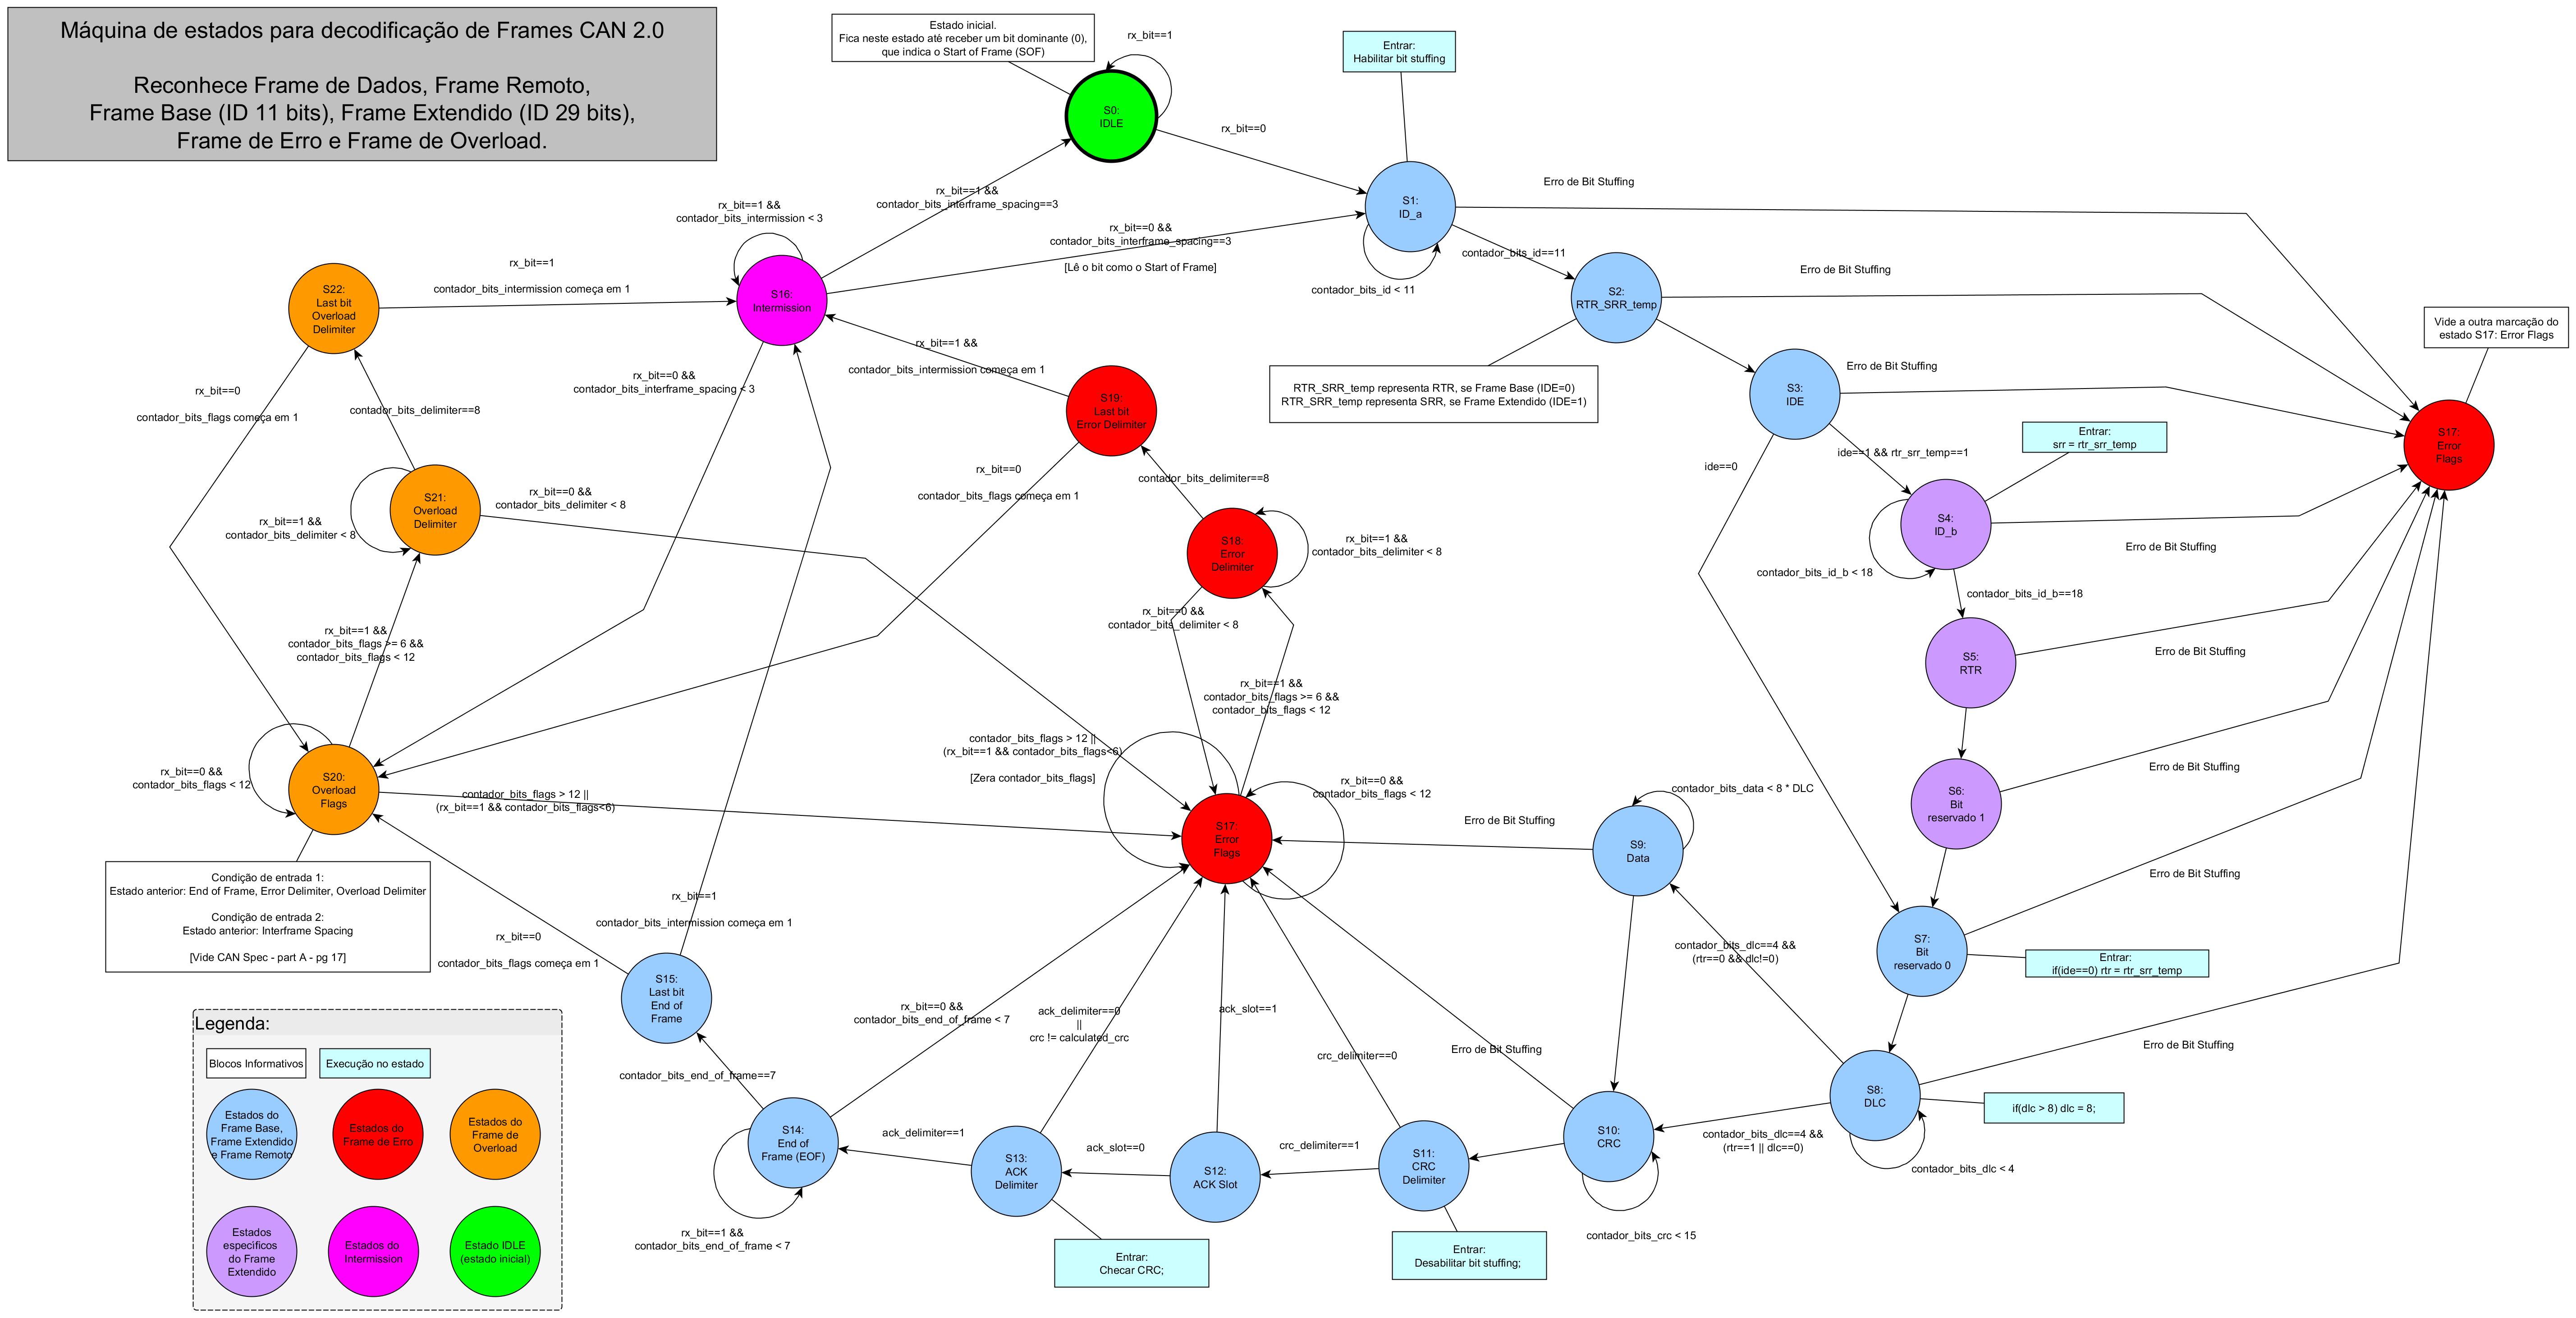 Máquina de estados para decodificação de Frames CAN 2.0
Reconhece Frame de Dados, Frame Remoto,
Frame Base (ID 11 bits), Frame Extendido (ID 29 bits),
Frame de Erro e Frame de Overload.
Estado inicial.
Fica neste estado até receber um bit dominante (0),
que indica o Start of Frame (SOF)
rx_bit==1
S0:
IDLE
rx_bit==0
Entrar:
Habilitar bit stuffing
S1:
ID_a
contador_bits_id < 11
contador_bits_id==11
Erro de Bit Stuffing
S2:
RTR_SRR_temp
Erro de Bit Stuffing
RTR_SRR_temp representa RTR, se Frame Base (IDE=0)
RTR_SRR_temp representa SRR, se Frame Extendido (IDE=1)
S3:
IDE
Erro de Bit Stuffing
ide==0
ide==1 && rtr_srr_temp==1
Entrar:
srr = rtr_srr_temp
Vide a outra marcação do
estado S17: Error Flags
S17:
Error
Flags
S4:
ID_b
contador_bits_id_b < 18
contador_bits_id_b==18
Erro de Bit Stuffing
S5:
RTR
Erro de Bit Stuffing
S6:
Bit
reservado 1
Erro de Bit Stuffing
S7:
Bit
reservado 0
Erro de Bit Stuffing
Entrar:
if(ide==0) rtr = rtr_srr_temp
S8:
DLC
Erro de Bit Stuffing
if(dlc > 8) dlc = 8;
contador_bits_dlc < 4
contador_bits_dlc==4 &&
(rtr==0 && dlc!=0)
contador_bits_dlc==4 &&
(rtr==1 || dlc==0)
S9:
Data
contador_bits_data < 8 * DLC
Erro de Bit Stuffing
S10:
CRC
contador_bits_crc < 15
Erro de Bit Stuffing
S11:
CRC
Delimiter
Entrar:
Desabilitar bit stuffing;
crc_delimiter==0
crc_delimiter==1
S12:
ACK Slot
ack_slot==1
ack_slot==0
S13:
ACK
Delimiter
Entrar:
Checar CRC;
ack_delimiter==0
||
crc != calculated_crc
ack_delimiter==1
S14:
End of
Frame (EOF)
rx_bit==1 &&
contador_bits_end_of_frame < 7
rx_bit==0 &&
contador_bits_end_of_frame < 7
contador_bits_end_of_frame==7
S15:
Last bit
End of
Frame
rx_bit==1
contador_bits_intermission começa em 1
rx_bit==0
contador_bits_flags começa em 1
S16:
Intermission
rx_bit==1 &&
contador_bits_intermission < 3
rx_bit==1 &&
contador_bits_interframe_spacing==3
rx_bit==0 &&
contador_bits_interframe_spacing==3
[Lê o bit como o Start of Frame]
rx_bit==0 &&
contador_bits_interframe_spacing < 3
S17:
Error
Flags
contador_bits_flags > 12 ||
(rx_bit==1 && contador_bits_flags<6)
[Zera contador_bits_flags]
rx_bit==0 &&
contador_bits_flags < 12
rx_bit==1 &&
contador_bits_flags >= 6 &&
contador_bits_flags < 12
S18:
Error
Delimiter
rx_bit==1 &&
contador_bits_delimiter < 8
rx_bit==0 &&
contador_bits_delimiter < 8
contador_bits_delimiter==8
S19:
Last bit
Error Delimiter
rx_bit==1 &&
contador_bits_intermission começa em 1
rx_bit==0
contador_bits_flags começa em 1
S20:
Overload
Flags
rx_bit==0 &&
contador_bits_flags < 12
contador_bits_flags > 12 ||
(rx_bit==1 && contador_bits_flags<6)
rx_bit==1 &&
contador_bits_flags >= 6 &&
contador_bits_flags < 12
Condição de entrada 1:
Estado anterior: End of Frame, Error Delimiter, Overload Delimiter
Condição de entrada 2:
Estado anterior: Interframe Spacing
[Vide CAN Spec - part A - pg 17]
S21:
Overload
Delimiter
rx_bit==1 &&
contador_bits_delimiter < 8
rx_bit==0 &&
contador_bits_delimiter < 8
contador_bits_delimiter==8
S22:
Last bit
Overload
Delimiter
rx_bit==1
contador_bits_intermission começa em 1
rx_bit==0
contador_bits_flags começa em 1
Legenda:
Blocos Informativos
Execução no estado
Estados do
Frame Base,
Frame Extendido
e Frame Remoto
Estados do
Frame de Erro
Estados do
Frame de
Overload
Estados
específicos
do Frame
Extendido
Estados do
Intermission
Estado IDLE
(estado inicial)